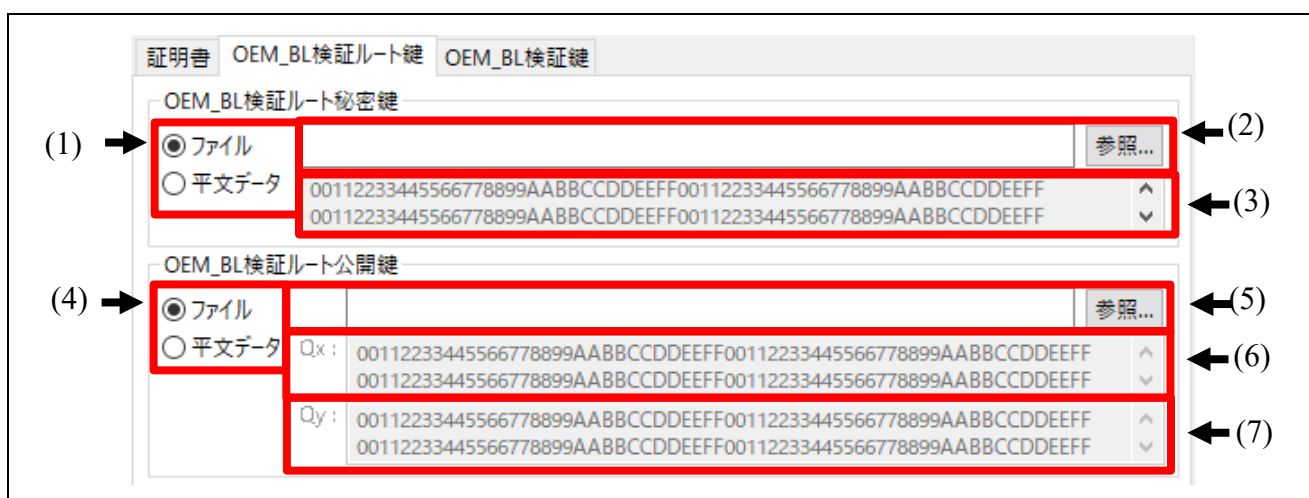 証明書 OEM_BL検証ルート鍵 OEM_BL検証鍵
OEM_BL検証ルート秘密鍵
(1) ファイル 参照... (2)
平文データ 00112233445566778899AABBCCDDEEFF00112233445566778899AABBCCDDEEFF
00112233445566778899AABBCCDDEEFF00112233445566778899AABBCCDDEEFF (3)
OEM_BL検証ルート公開鍵
(4) ファイル 参照... (5)
平文データ Qx : 00112233445566778899AABBCCDDEEFF00112233445566778899AABBCCDDEEFF
00112233445566778899AABBCCDDEEFF00112233445566778899AABBCCDDEEFF (6)
Qy : 00112233445566778899AABBCCDDEEFF00112233445566778899AABBCCDDEEFF
00112233445566778899AABBCCDDEEFF00112233445566778899AABBCCDDEEFF (7)